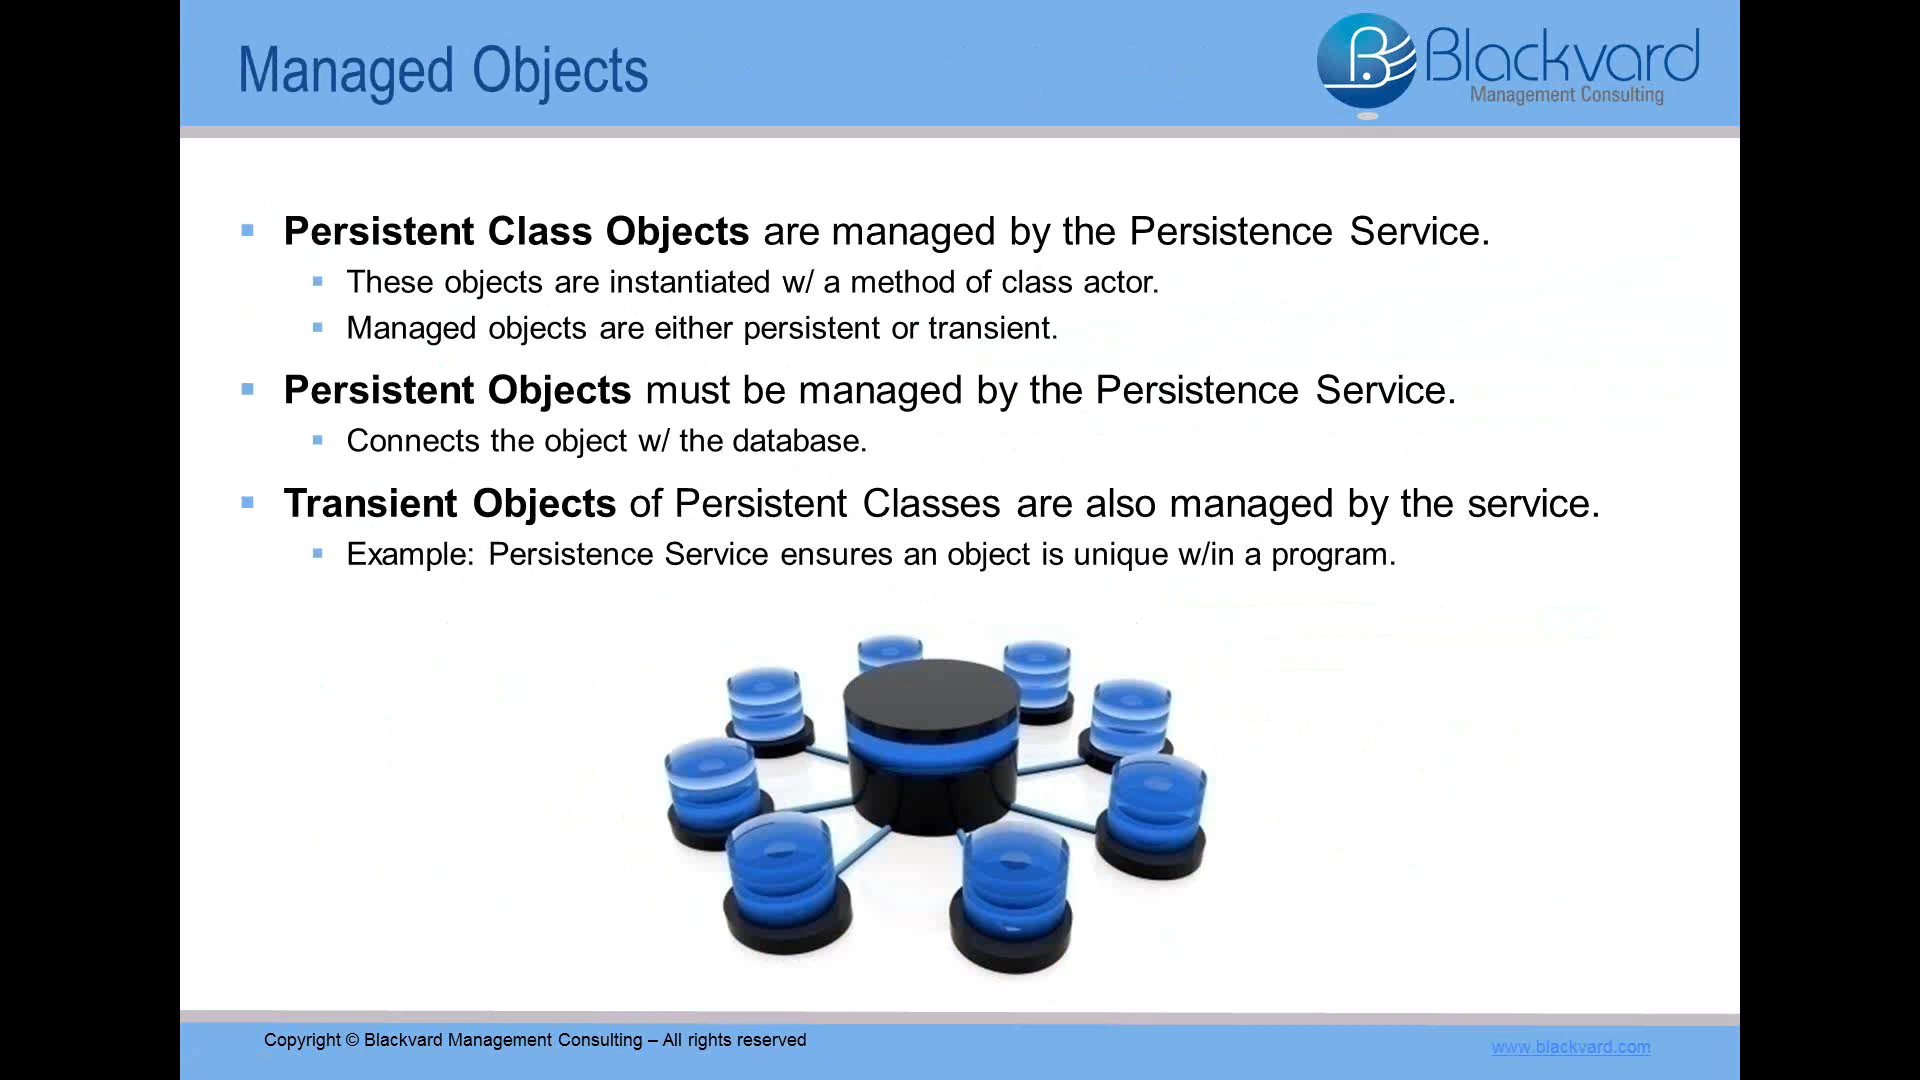 Managed Objects
Blackvard
Management Consulting
Persistent Class Objects are managed by the Persistence Service.
These objects are instantiated w/ a method of class actor.
Managed objects are either persistent or transient.
Persistent Objects must be managed by the Persistence Service.
Connects the object w/ the database.
Transient Objects of Persistent Classes are also managed by the service.
Example: Persistence Service ensures an object is unique w/in a program.
Copyright © Blackvard Management Consulting – All rights reserved
www.blackvard.com